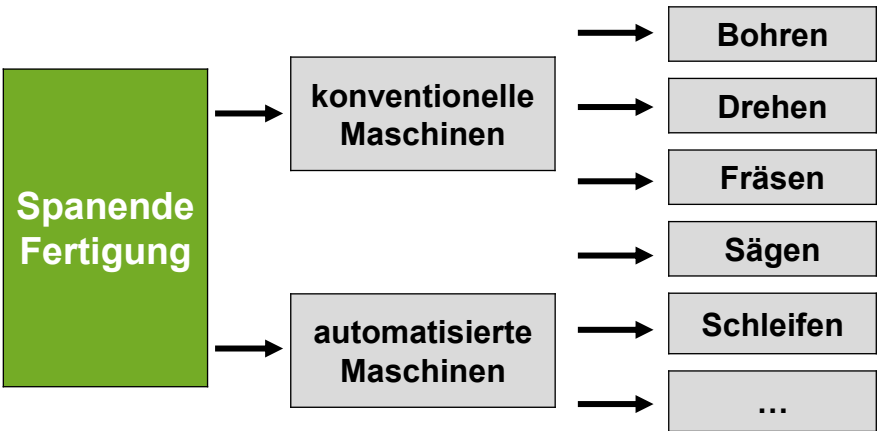 Spanende
Fertigung
konventionelle
Maschinen
automatisierte
Maschinen
Bohren
Drehen
Fräsen
Sägen
Schleifen
…